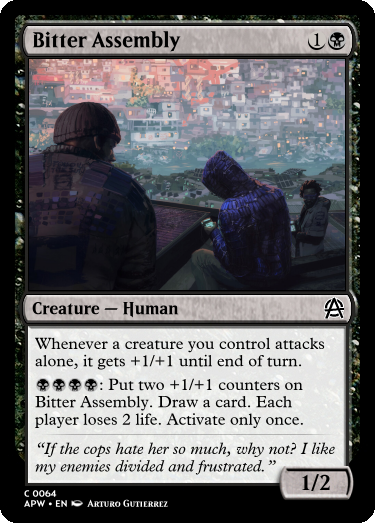 Bitter Assembly 1
Creature — Human
Whenever a creature you control attacks
alone, it gets +1/+1 until end of turn.
: Put two +1/+1 counters on
Bitter Assembly. Draw a card. Each
player loses 2 life. Activate only once.
“If the cops hate her so much, why not? I like
my enemies divided and frustrated.”
1/2
C 0064
APW • EN Arturo Gutierrez